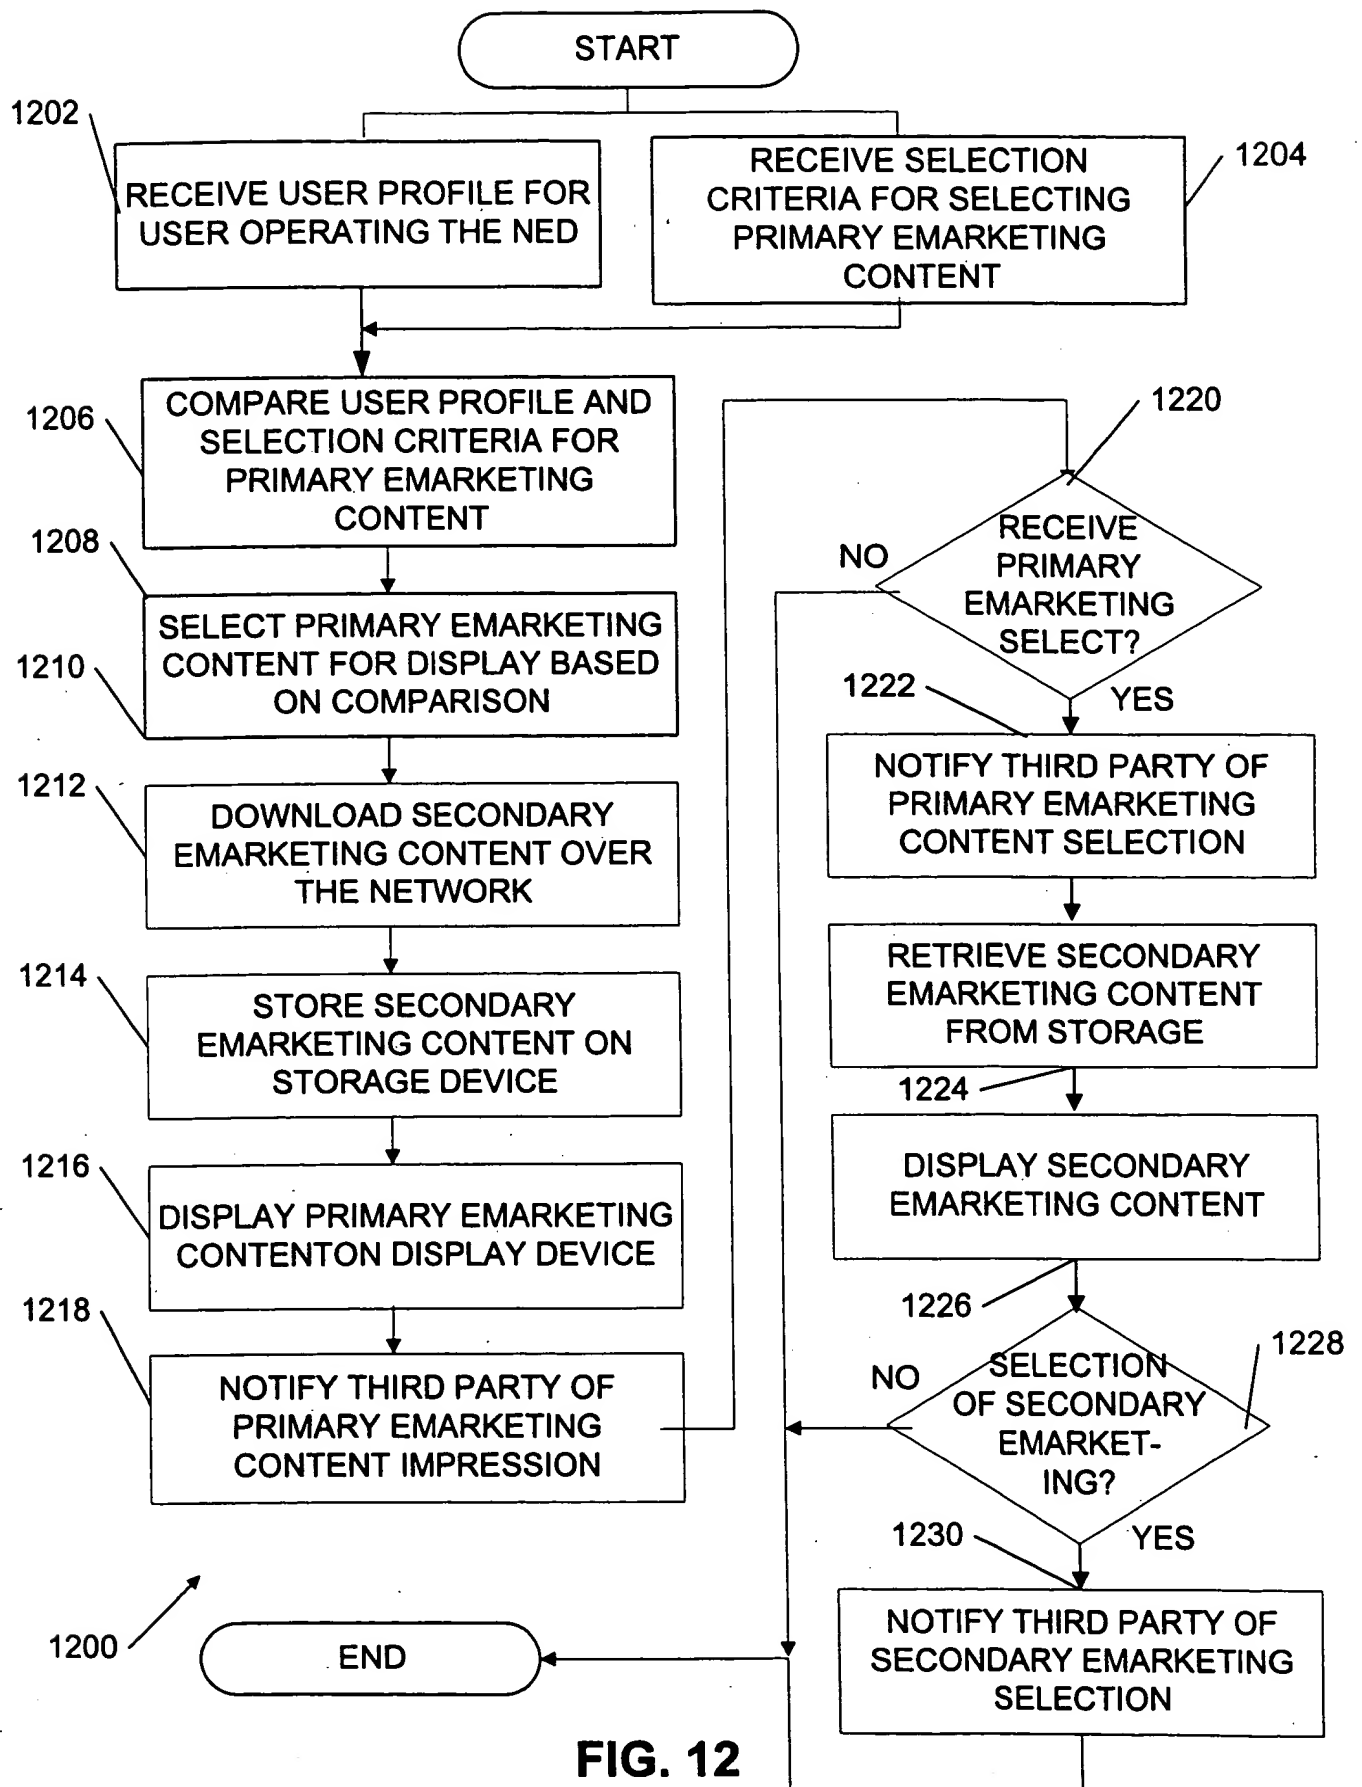 START
1202
RECEIVE USER PROFILE FOR
USER OPERATING THE NED
RECEIVE SELECTION
CRITERIA FOR SELECTING
PRIMARY EMARKETING
CONTENT
1204
1206
COMPARE USER PROFILE AND
SELECTION CRITERIA FOR
PRIMARY EMARKETING
CONTENT
1208
1210
SELECT PRIMARY EMARKETING
CONTENT FOR DISPLAY BASED
ON COMPARISON
1212
DOWNLOAD SECONDARY
EMARKETING CONTENT OVER
THE NETWORK
1214
STORE SECONDARY
EMARKETING CONTENT ON
STORAGE DEVICE
1216
DISPLAY PRIMARY EMARKETING
CONTENTON DISPLAY DEVICE
1218
NOTIFY THIRD PARTY OF
PRIMARY EMARKETING
CONTENT IMPRESSION
1220
RECEIVE
PRIMARY
EMARKETING
SELECT?
NO
YES
1222
NOTIFY THIRD PARTY OF
PRIMARY EMARKETING
CONTENT SELECTION
RETRIEVE SECONDARY
EMARKETING CONTENT
FROM STORAGE
1224
DISPLAY SECONDARY
EMARKETING CONTENT
1226
1228
SELECTION
OF SECONDARY
EMARKET-
ING?
NO
YES
1230
NOTIFY THIRD PARTY OF
SECONDARY EMARKETING
SELECTION
1200
END
FIG. 12